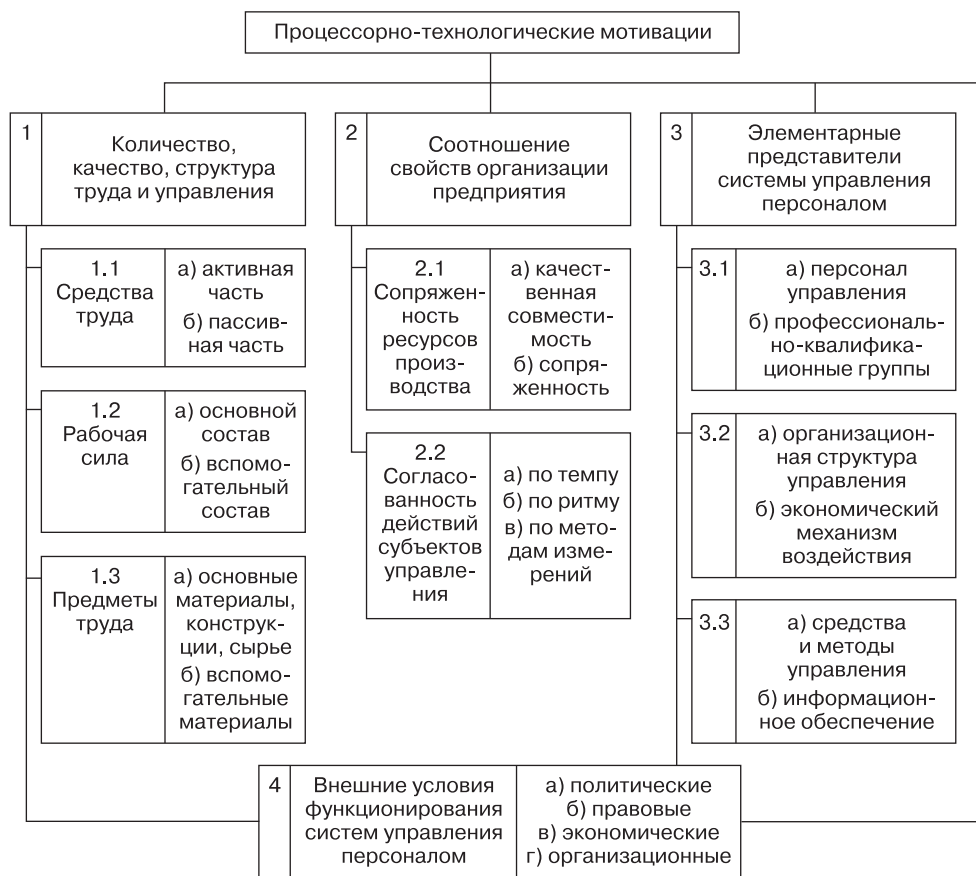 Процессорно-технологические мотивации
1
Количество,
качество, структура
труда и управления
2
Соотношение
свойств организации
предприятия
3
Элементарные
представители
системы управления
персоналом
1.1
Средства
труда
а) активная
часть
б) пассив-
ная часть
1.2
Рабочая
сила
а) основной
состав
б) вспомо-
гательный
состав
1.3
Предметы
труда
а) основные
материалы,
конструк-
ции, сырье
б) вспомо-
гательные
материалы
2.1
Сопряжен-
ность
ресурсов
произ-
водства
а) качест-
венная
совмести-
мость
б) сопря-
женность
2.2
Согласо-
ванность
действий
субъектов
управле-
ния
а) по темпу
б) по ритму
в) по мето-
дам изме-
рений
3.1
а) персонал
управления
б) профессиональ-
но-квалифика-
ционные группы
3.2
а) организацион-
ная структура
управления
б) экономический
механизм
воздействия
3.3
а) средства
и методы
управления
б) информацион-
ное обеспечение
4
Внешние условия
функционирования
систем управления
персоналом
а) политические
б) правовые
в) экономические
г) организационные